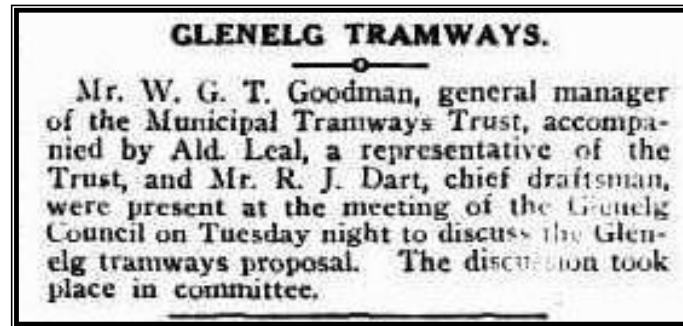 GLENELG TRAMWAYS.
Mr. W. G. T. Goodman, general manager
of the Municipal Tramways Trust, accompa-
nied by Ald. Leal, a representative of the
Trust, and Mr. R. J. Dart, chief draftsman,
were present at the meeting of the Glenelg
Council on Tuesday night to discuss the Glen-
elg tramways proposal. The discussion took
place in committee.